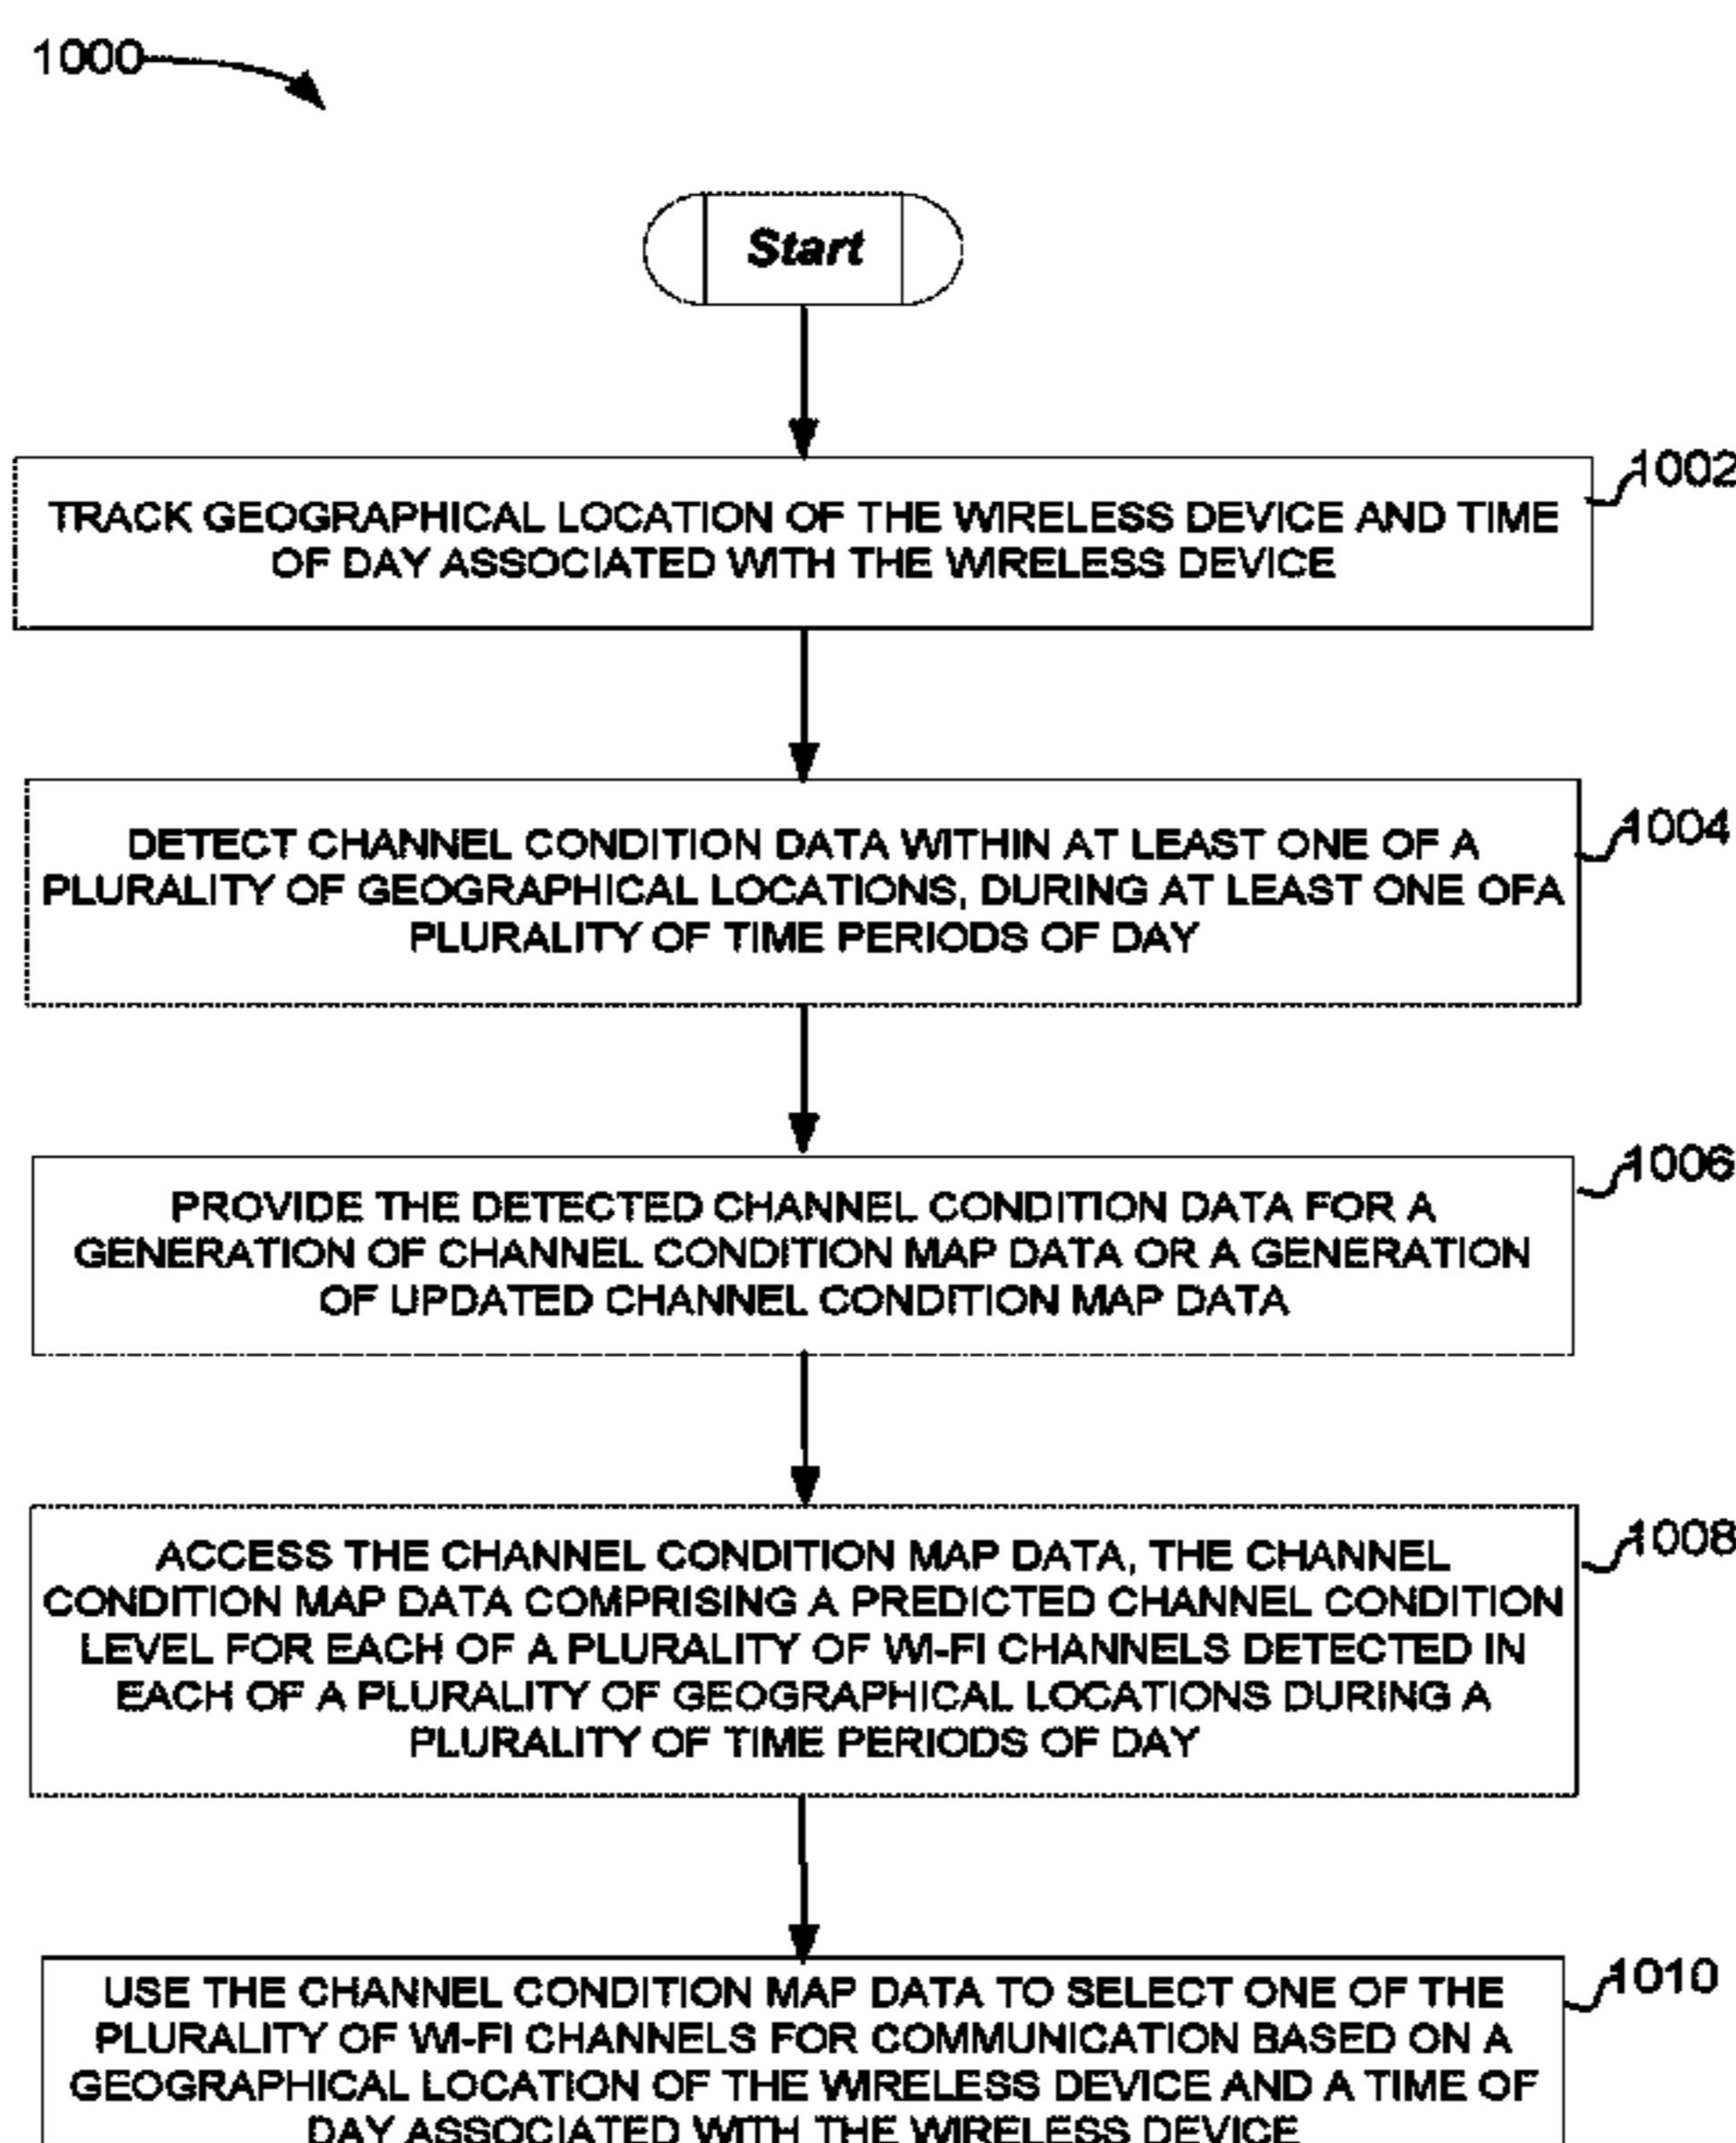 1000
Start
1002
TRACK GEOGRAPHICAL LOCATION OF THE WIRELESS DEVICE AND TIME
OF DAY ASSOCIATED WITH THE WIRELESS DEVICE
1004
DETECT CHANNEL CONDITION DATA WITHIN AT LEAST ONE OF A
PLURALITY OF GEOGRAPHICAL LOCATIONS, DURING AT LEAST ONE OFA
PLURALITY OF TIME PERIODS OF DAY
1006
PROVIDE THE DETECTED CHANNEL CONDITION DATA FOR A
GENERATION OF CHANNEL CONDITION MAP DATA OR A GENERATION
OF UPDATED CHANNEL CONDITION MAP DATA
1008
ACCESS THE CHANNEL CONDITION MAP DATA, THE CHANNEL
CONDITION MAP DATA COMPRISING A PREDICTED CHANNEL CONDITION
LEVEL FOR EACH OF A PLURALITY OF WI-FI CHANNELS DETECTED IN
EACH OF A PLURALITY OF GEOGRAPHICAL LOCATIONS DURING A
PLURALITY OF TIME PERIODS OF DAY
1010
USE THE CHANNEL CONDITION MAP DATA TO SELECT ONE OF THE
PLURALITY OF WI-FI CHANNELS FOR COMMUNICATION BASED ON A
GEOGRAPHICAL LOCATION OF THE WIRELESS DEVICE AND A TIME OF
DAY ASSOCIATED WITH THE WIRELESS DEVICE